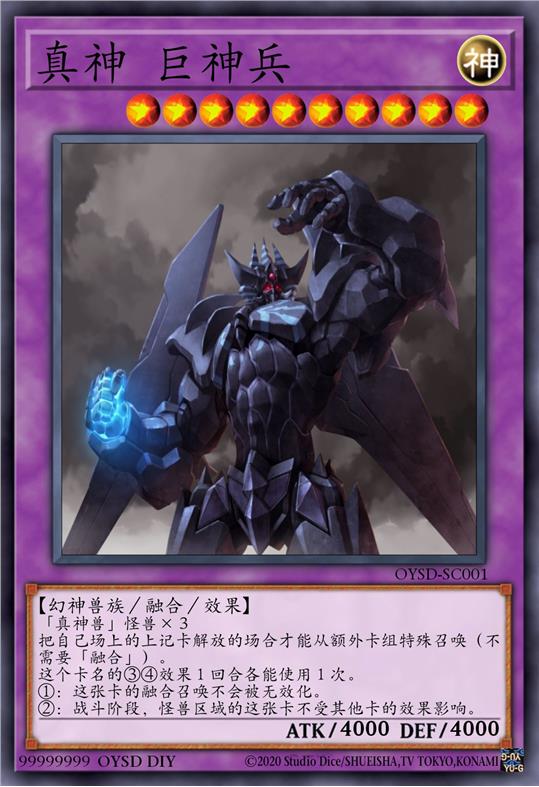 真神 巨神兵
神
OYSD-SC001
【幻神兽族／融合／效果】
「真神兽」怪兽×3
把自己场上的上记卡解放的场合才能从额外卡组特殊召唤（不
需要「融合」）。
这个卡名的③④效果1回合各能使用1次。
①：这张卡的融合召唤不会被无效化。
②：战斗阶段，怪兽区域的这张卡不受其他卡的效果影响。
ATK/4000 DEF/4000
99999999 OYSD DIY ©2020 Studio Dice/SHUEISHA,TV TOKYO,KONAMI